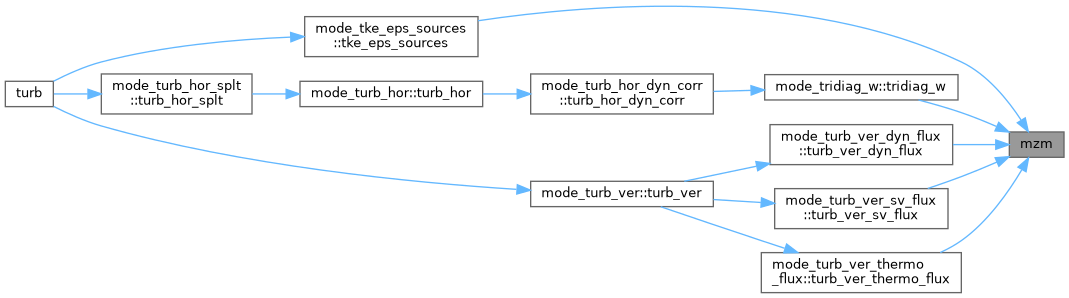 mode_tke_eps_sources
::tke_eps_sources
turb
mode_turb_hor_splt
::turb_hor_splt
mode_turb_hor::turb_hor
mode_turb_hor_dyn_corr
::turb_hor_dyn_corr
mode_tridiag_w::tridiag_w
mode_turb_ver_dyn_flux
::turb_ver_dyn_flux
mzm
mode_turb_ver::turb_ver
mode_turb_ver_sv_flux
::turb_ver_sv_flux
mode_turb_ver_thermo
_flux::turb_ver_thermo_flux